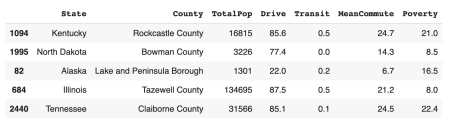 State County TotalPop Drive Transit MeanCommute Poverty
1094 Kentucky Rockcastle County 16815 85.6 0.5 24.7 21.0
1995 North Dakota Bowman County 3226 77.4 0.0 14.3 8.5
82 Alaska Lake and Peninsula Borough 1301 22.0 0.2 6.7 16.5
684 Illinois Tazewell County 134695 87.5 0.5 21.2 8.0
2440 Tennessee Claiborne County 31566 85.1 0.1 24.5 22.4